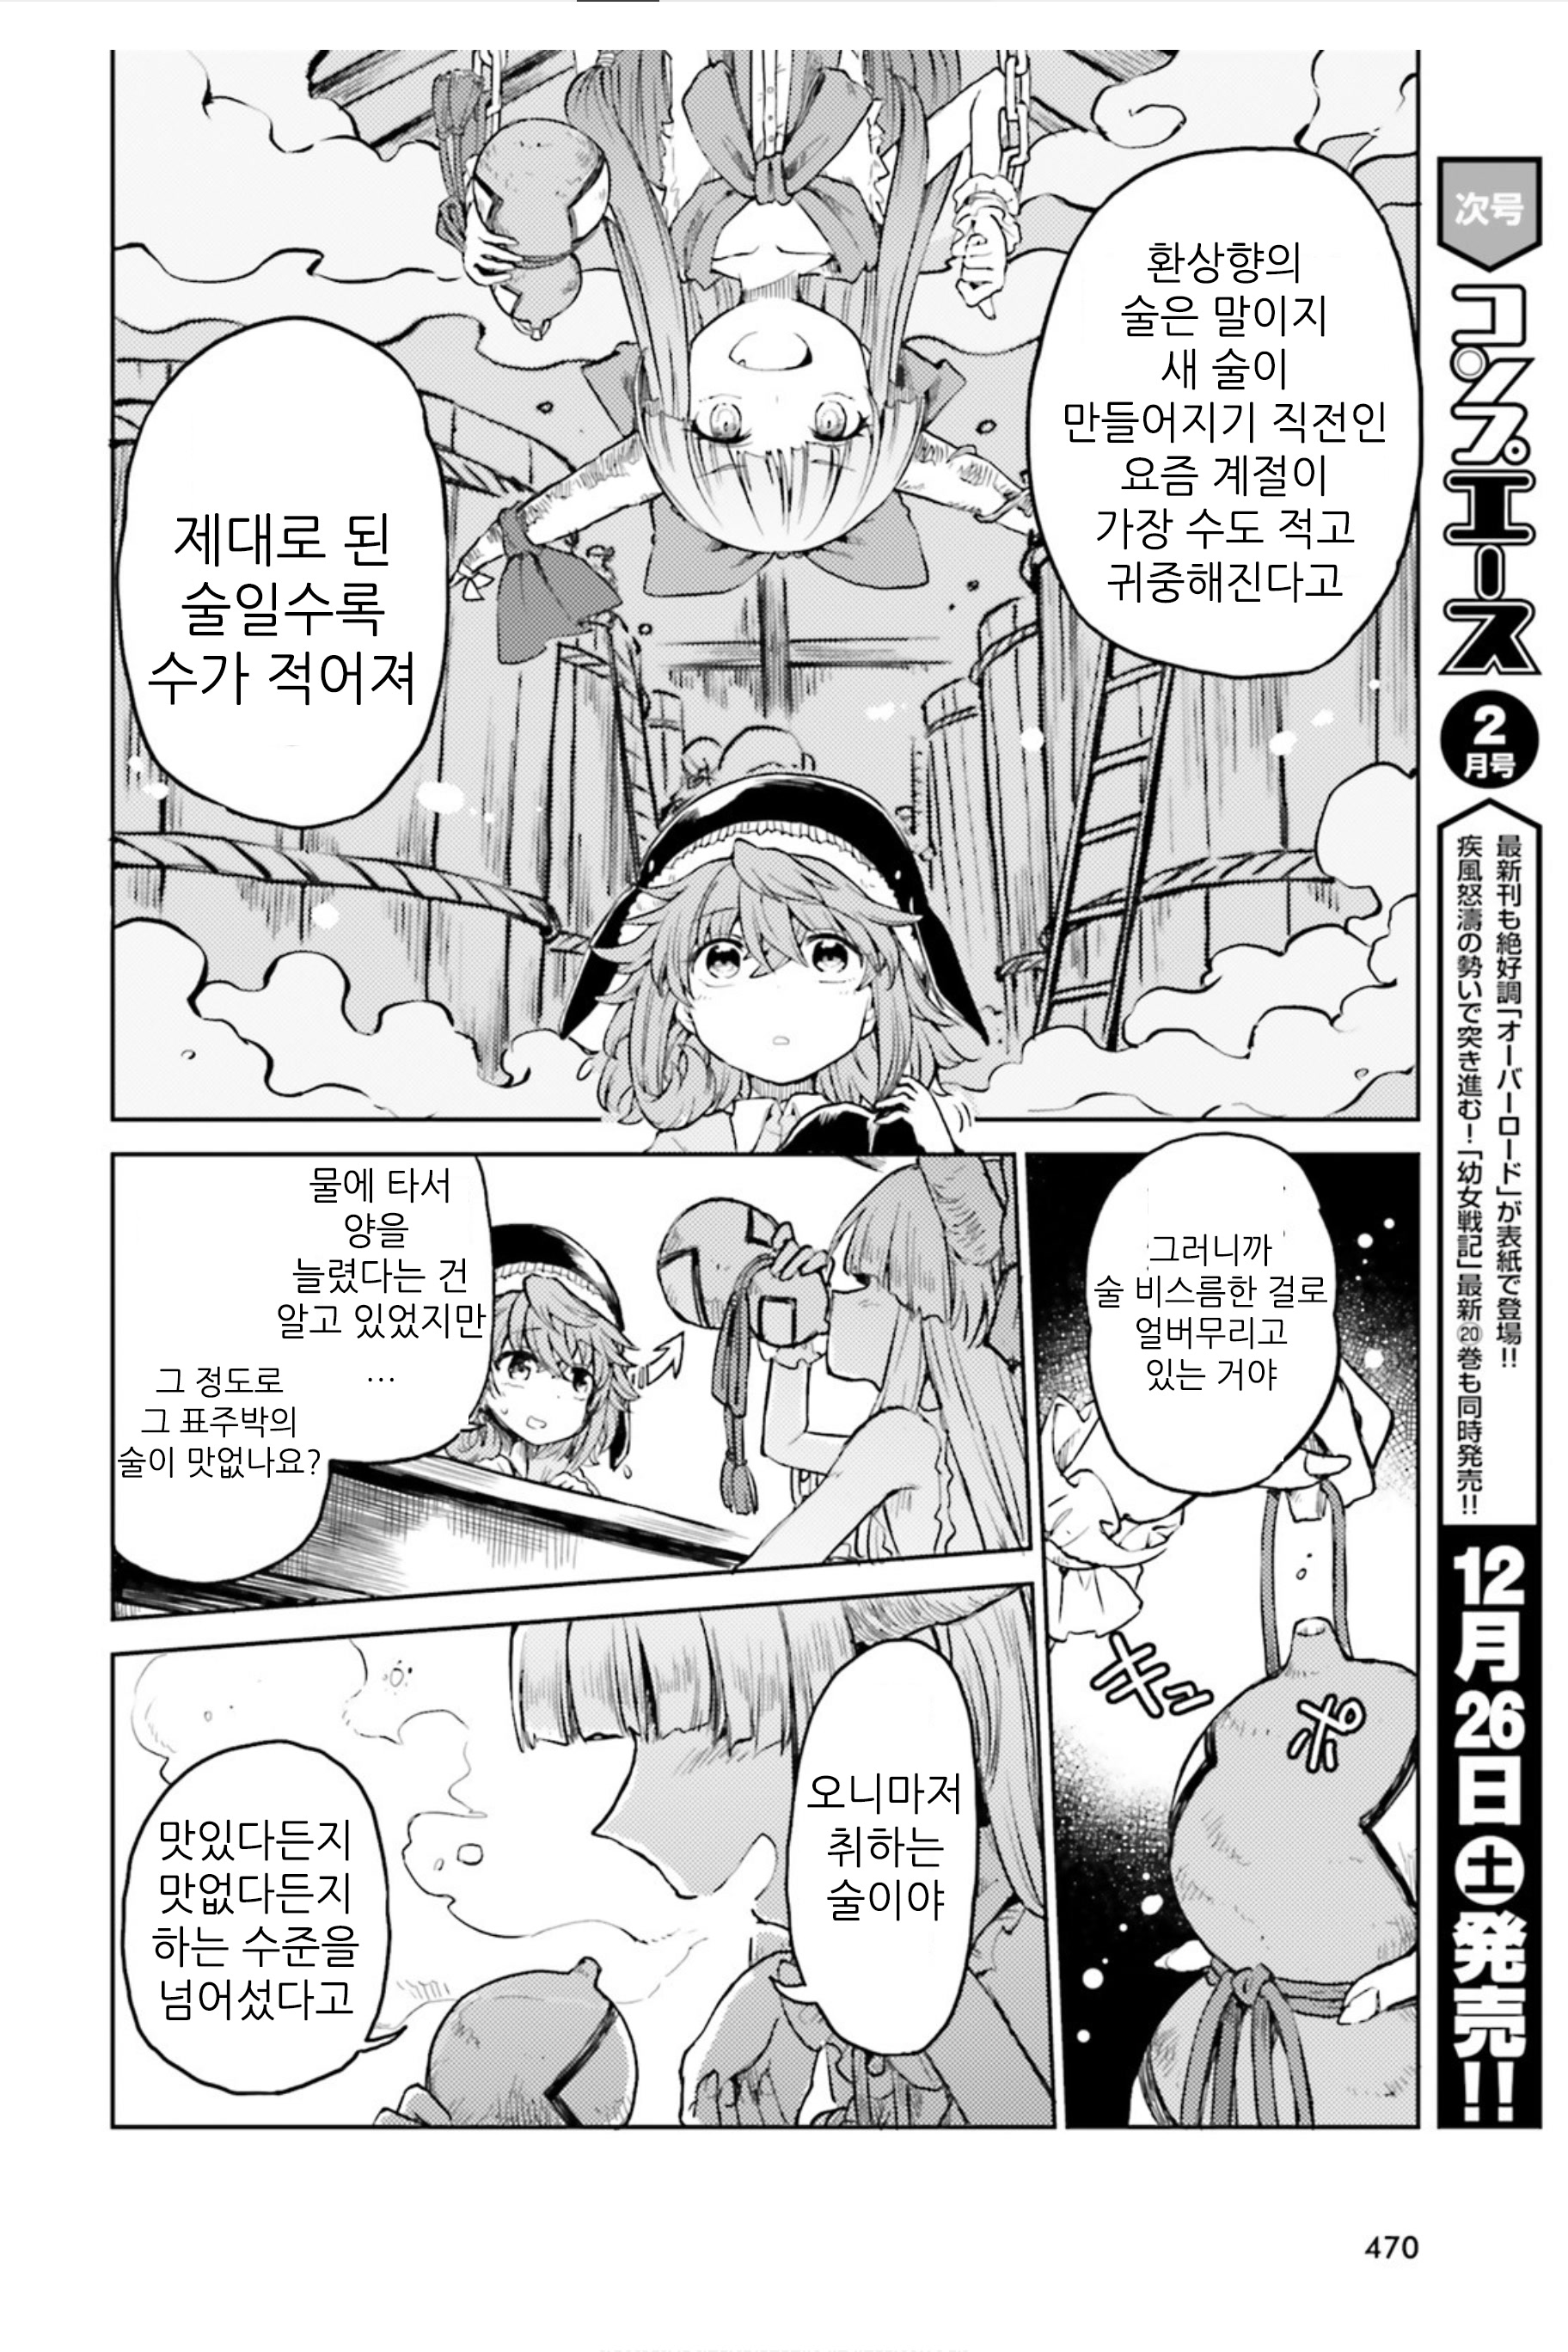 환상향의
술은 말이지
새 술이
만들어지기 직전인
요즘 계절이
가장 수도 적고
귀중해진다고
제대로 된
술일수록
수가 적어져
그러니까
술 비스름한 걸로
얼버무리고
있는 거야
キュ
ポ
물에 타서
양을
늘렸다는 건
알고 있었지만
…
그 정도로
그 표주박의
술이 맛없나요?
오니마저
취하는
술이야
맛있다든지
맛없다든지
하는 수준을
넘어섰다고
次号
コンプエース
2
月号
最新刊も絶好調「オーバーロード」が表紙で登場!!
疾風怒濤の勢いで突き進む!「幼女戦記」最新⑳巻も同時発売!!
12月26日㊏発売!!
470